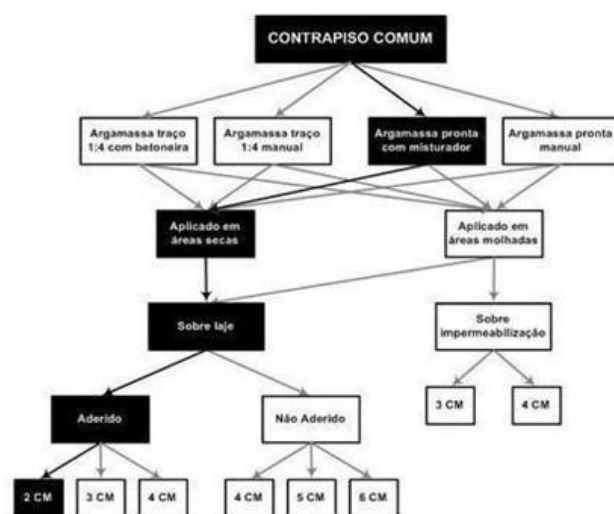 CONTRAPISO COMUM
Argamassa traço
1:4 com betoneira
Argamassa traço
1:4 manual
Argamassa pronta
com misturador
Argamassa pronta
manual
Aplicado em
áreas secas
Aplicado em
áreas molhadas
Sobre laje
Sobre
impermeabilização
3 CM
4 CM
Aderido
Não Aderido
2 CM
3 CM
4 CM
4 CM
5 CM
6 CM